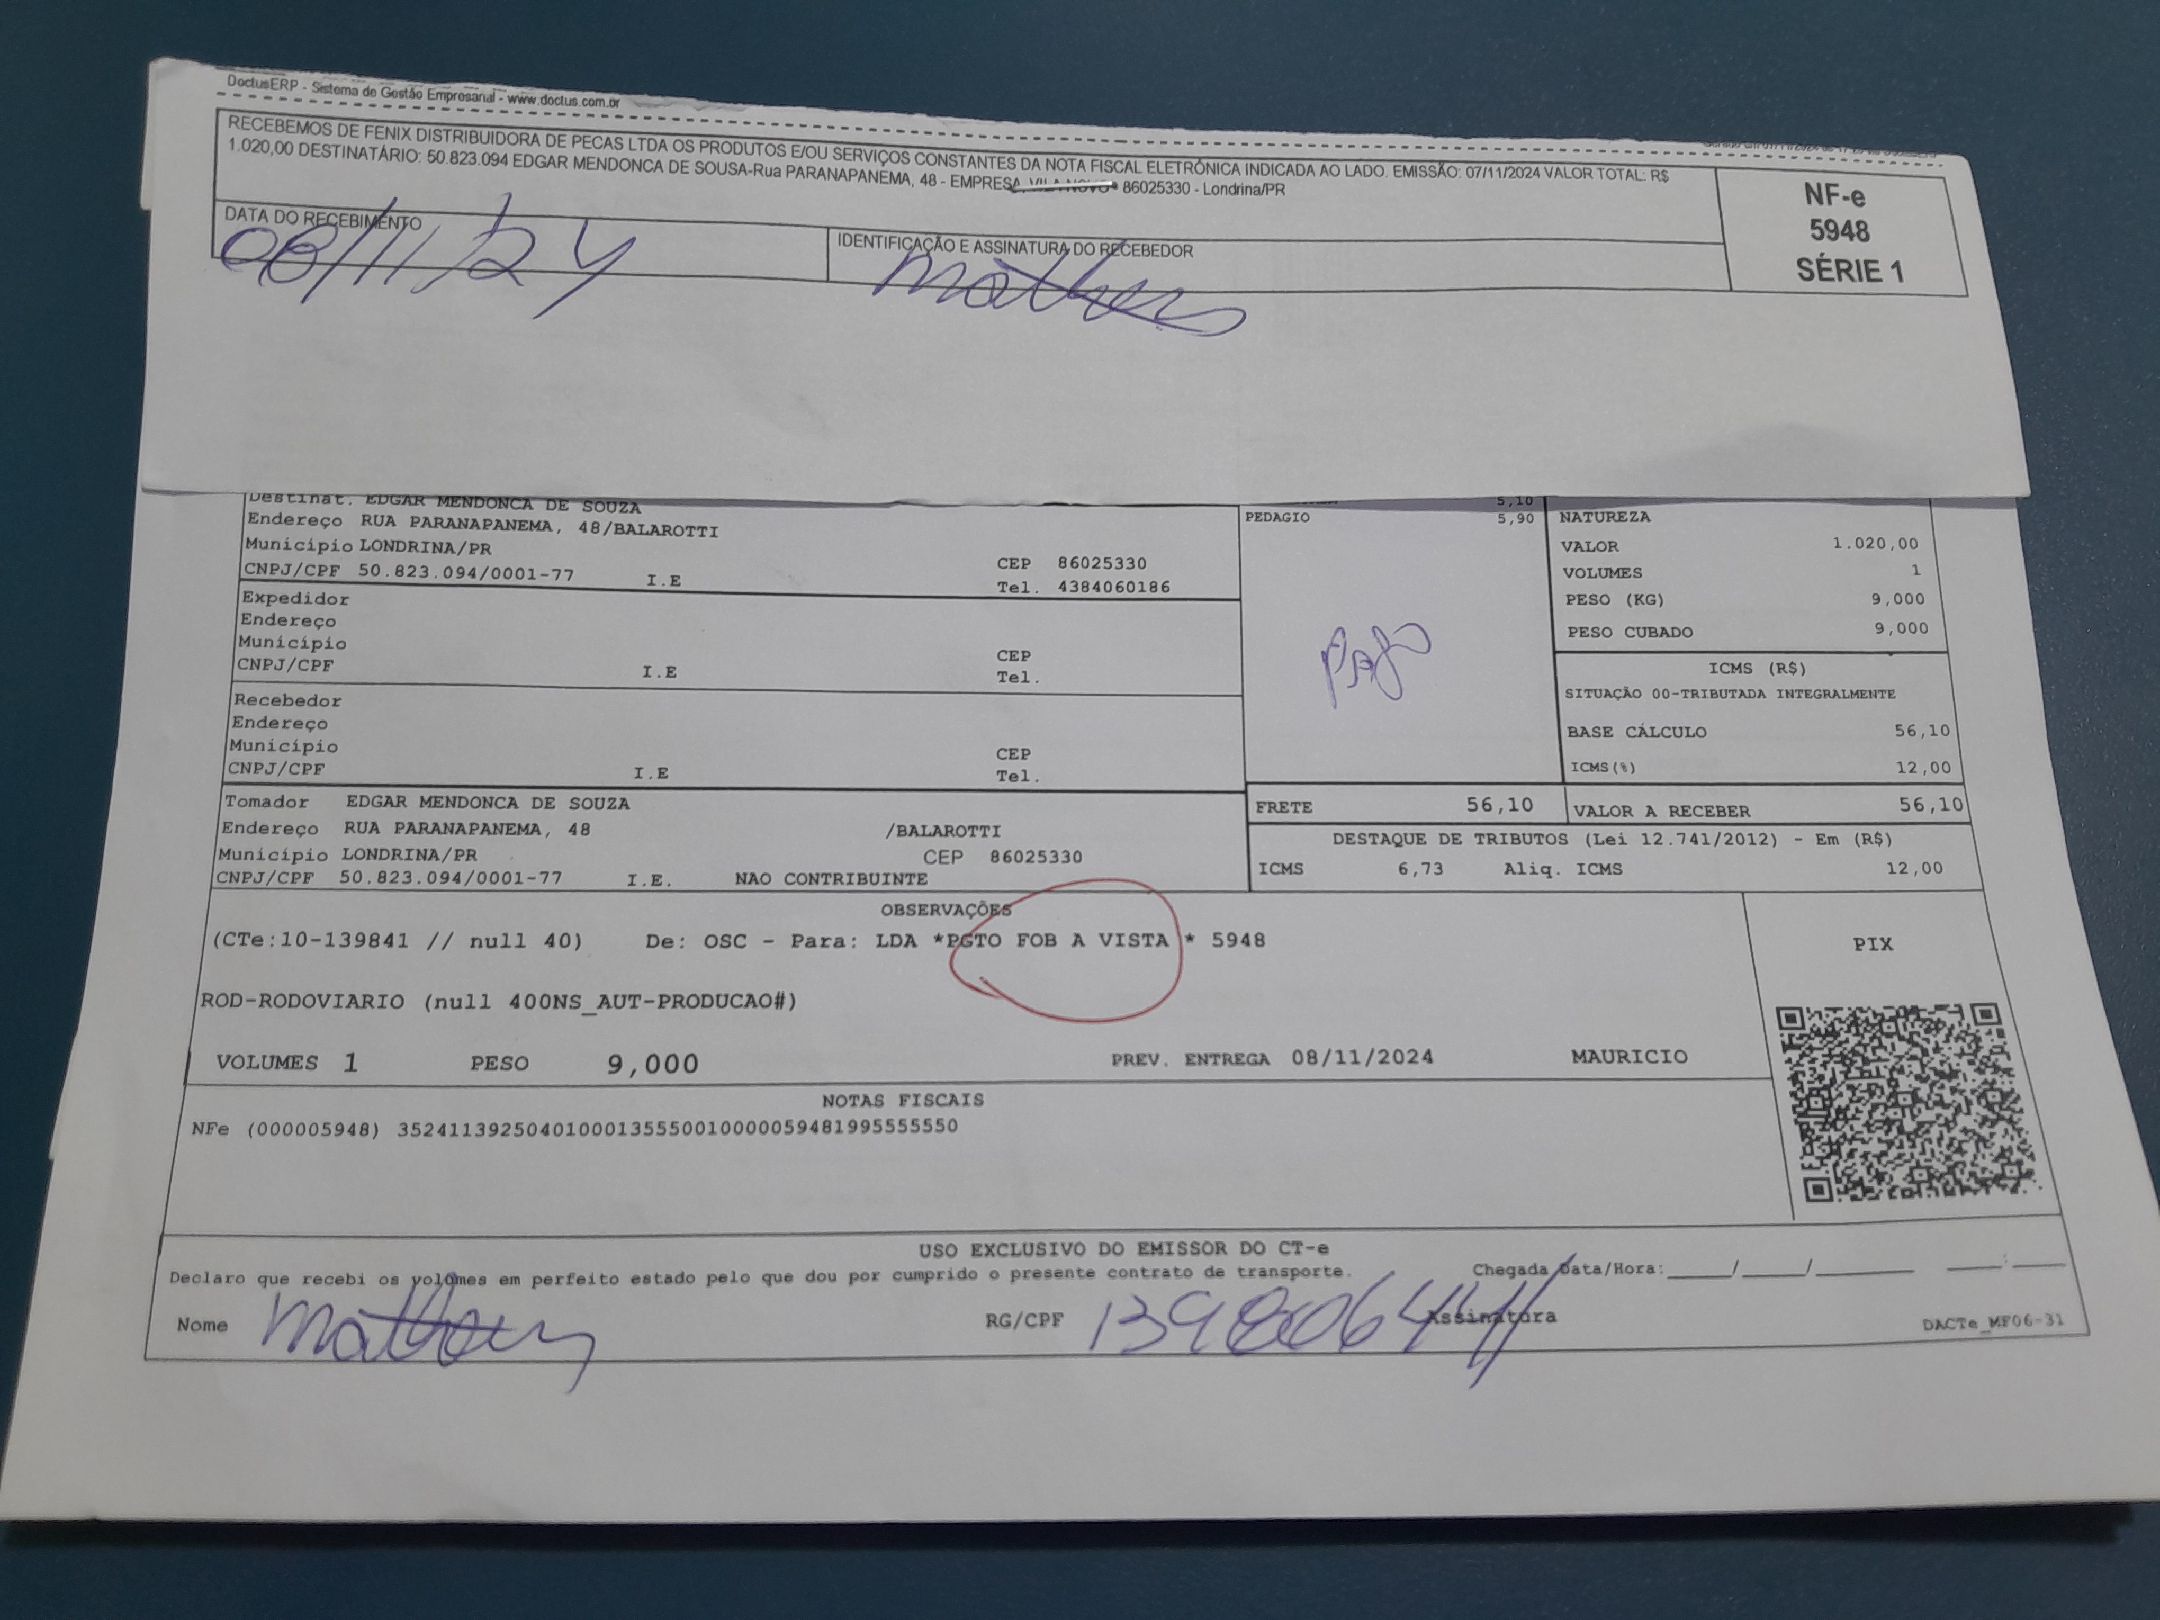 DoctusERP - Sistema de Gestão Empresarial - www.doctus.com.br
RECEBEMOS DE FENIX DISTRIBUIDORA DE PECAS LTDA OS PRODUTOS E/OU SERVIÇOS CONSTANTES DA NOTA FISCAL ELETRÔNICA INDICADA AO LADO. EMISSÃO: 07/11/2024 VALOR TOTAL: R$
1.020,00 DESTINATÁRIO: 50.823.094 EDGAR MENDONCA DE SOUSA-Rua PARANAPANEMA, 48 - EMPRESA, 86025330 - Londrina/PR
NF-e
5948
SÉRIE 1
DATA DO RECEBIMENTO
08/11/24
IDENTIFICAÇÃO E ASSINATURA DO RECEBEDOR
Matheus
Destinat. EDGAR MENDONCA DE SOUZA
Endereço RUA PARANAPANEMA, 48/BALAROTTI
Município LONDRINA/PR CEP 86025330
CNPJ/CPF 50.823.094/0001-77 I.E Tel. 4384060186
Expedidor
Endereço
Município CEP
CNPJ/CPF I.E Tel.
Recebedor
Endereço
Município CEP
CNPJ/CPF I.E Tel.
Tomador EDGAR MENDONCA DE SOUZA
Endereço RUA PARANAPANEMA, 48 /BALAROTTI
Município LONDRINA/PR CEP 86025330
CNPJ/CPF 50.823.094/0001-77 I.E. NAO CONTRIBUINTE
5,10
PEDAGIO 5,90
Pago
FRETE 56,10
NATUREZA
VALOR 1.020,00
VOLUMES 1
PESO (KG) 9,000
PESO CUBADO 9,000
ICMS (R$)
SITUAÇÃO 00-TRIBUTADA INTEGRALMENTE
BASE CÁLCULO 56,10
ICMS(%) 12,00
VALOR A RECEBER 56,10
DESTAQUE DE TRIBUTOS (Lei 12.741/2012) - Em (R$)
ICMS 6,73 Aliq. ICMS 12,00
OBSERVAÇÕES
(CTe:10-139841 // null 40) De: OSC - Para: LDA *PGTO FOB A VISTA * 5948
ROD-RODOVIARIO (null 400NS_AUT-PRODUCAO#)
VOLUMES 1 PESO 9,000 PREV. ENTREGA 08/11/2024 MAURICIO
PIX
NOTAS FISCAIS
NFe (000005948) 35241139250401000135550010000059481995555550
USO EXCLUSIVO DO EMISSOR DO CT-e
Declaro que recebi os volumes em perfeito estado pelo que dou por cumprido o presente contrato de transporte. Chegada Data/Hora:____/____/______ ____:____
Nome Matheus RG/CPF Assinatura
DACTe_MF06-31